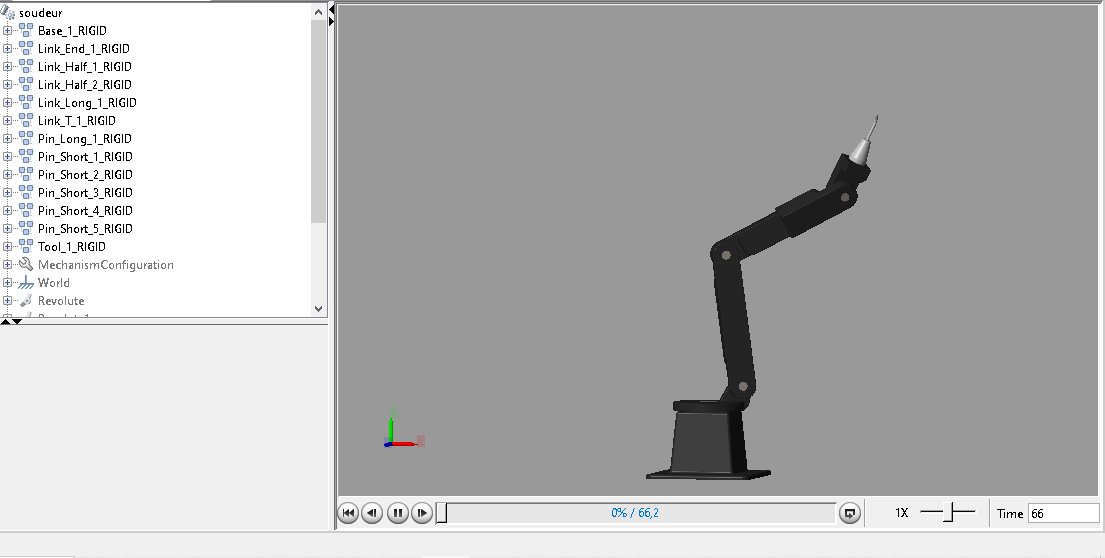 soudeur
Base_1_RIGID
Link_End_1_RIGID
Link_Half_1_RIGID
Link_Half_2_RIGID
Link_Long_1_RIGID
Link_T_1_RIGID
Pin_Long_1_RIGID
Pin_Short_1_RIGID
Pin_Short_2_RIGID
Pin_Short_3_RIGID
Pin_Short_4_RIGID
Pin_Short_5_RIGID
Tool_1_RIGID
MechanismConfiguration
World
Revolute
0% / 66,2
1X
Time 66